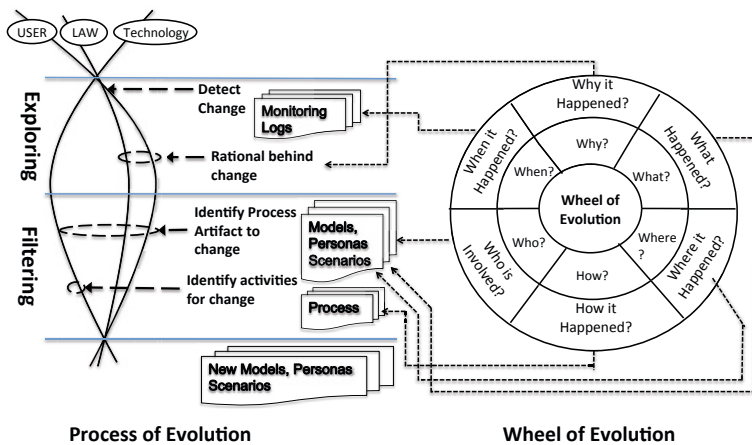 USER
LAW
Technology
Exploring
Filtering
Detect
Change
Monitoring
Logs
Rational behind
change
Identify Process
Artifact to
change
Models,
Personas
Scenarios
Identify activities
for change
Process
New Models, Personas
Scenarios
Process of Evolution
Why it
Happened?
What
Happened?
Where it
Happened?
How it
Happened?
Who is
Involved?
When it
Happened?
Why?
What?
Where
?
How?
Who?
When?
Wheel of
Evolution
Wheel of Evolution